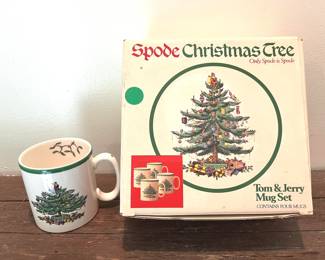 Spode Christmas Tree
Only Spode is Spode
Tom & Jerry
Mug Set
CONTAINS FOUR MUGS